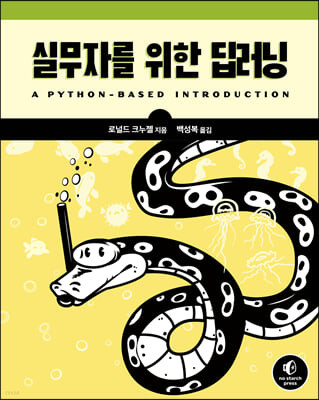 실무자를 위한 딥러닝
A PYTHON-BASED INTRODUCTION
로널드 크누젤 지음 백성복 옮김
no starch
press